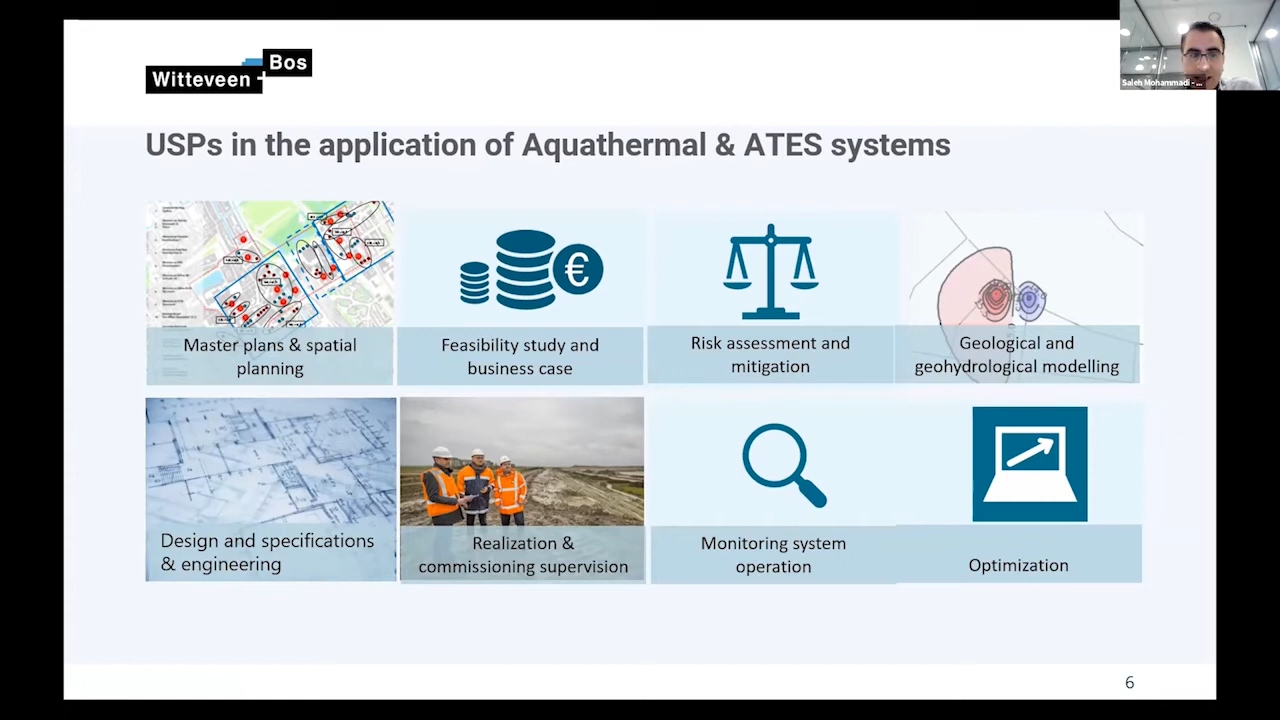 Witteveen + Bos
Saleh Mohammadi - ...
USPs in the application of Aquathermal & ATES systems
Master plans & spatial
planning
Feasibility study and
business case
Risk assessment and
mitigation
Geological and
geohydrological modelling
Design and specifications
& engineering
Realization &
commissioning supervision
Monitoring system
operation
Optimization
6